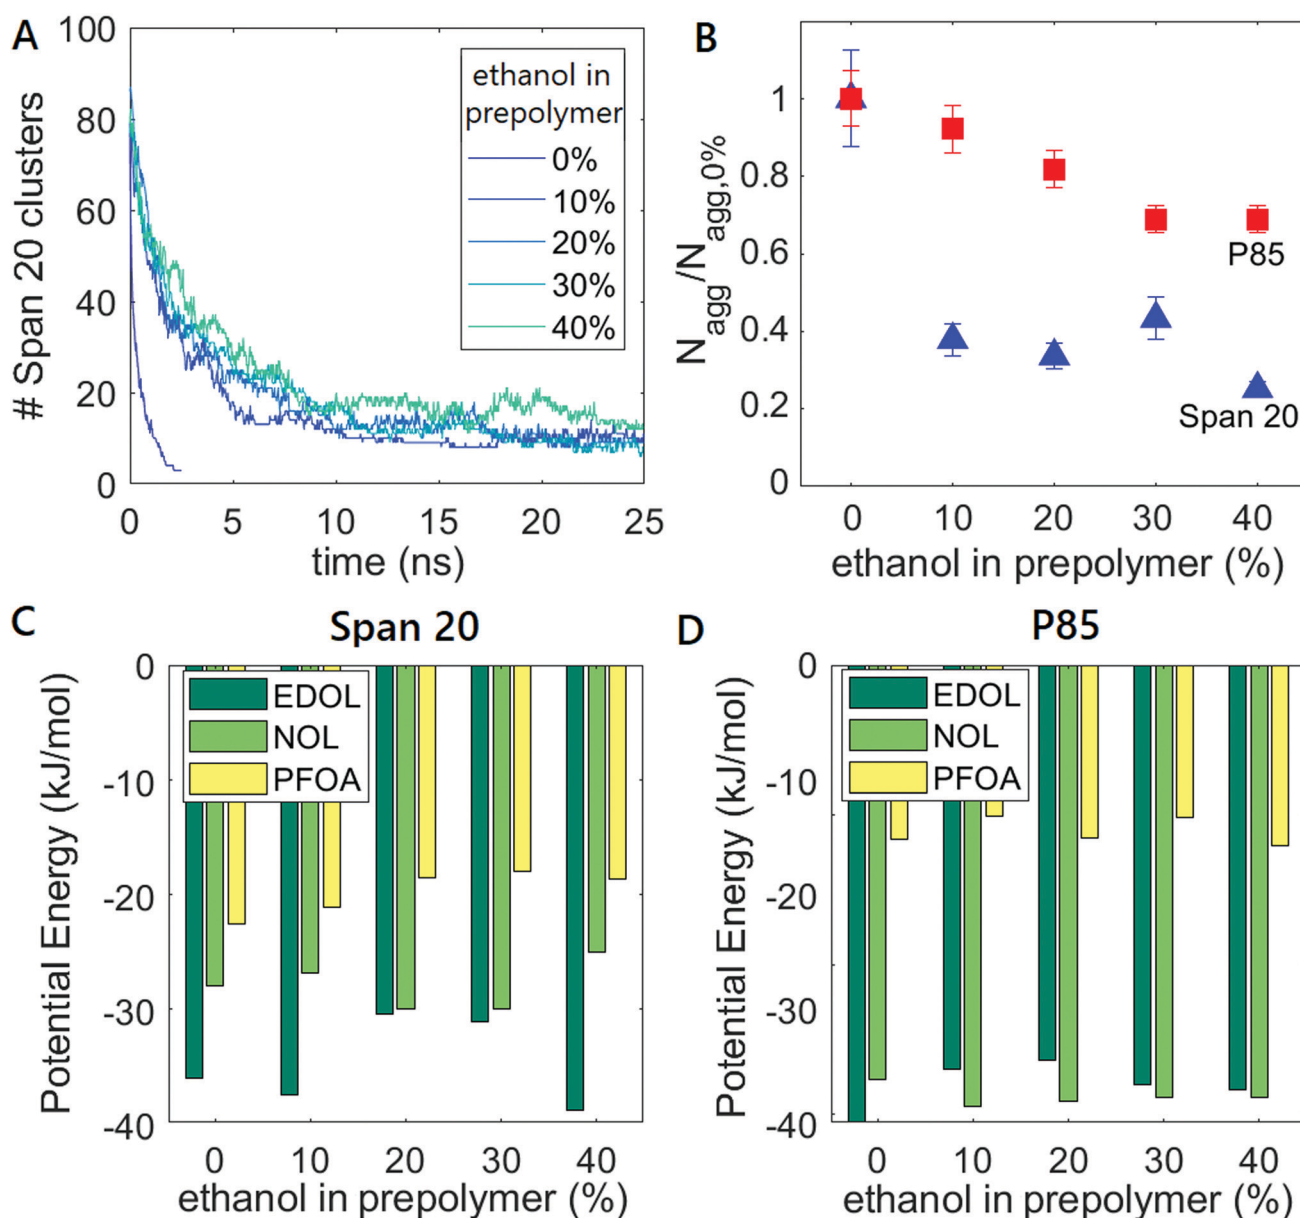 A
# Span 20 clusters
100
80
60
40
20
0
0 5 10 15 20 25
time (ns)
ethanol in
prepolymer
0%
10%
20%
30%
40%
B
N_agg/N_agg,0%
1
0.8
0.6
0.4
0.2
0
P85
Span 20
0 10 20 30 40
ethanol in prepolymer (%)
C
Span 20
Potential Energy (kJ/mol)
0
-10
-20
-30
-40
EDOL
NOL
PFOA
0 10 20 30 40
ethanol in prepolymer (%)
D
P85
Potential Energy (kJ/mol)
0
-10
-20
-30
-40
EDOL
NOL
PFOA
0 10 20 30 40
ethanol in prepolymer (%)